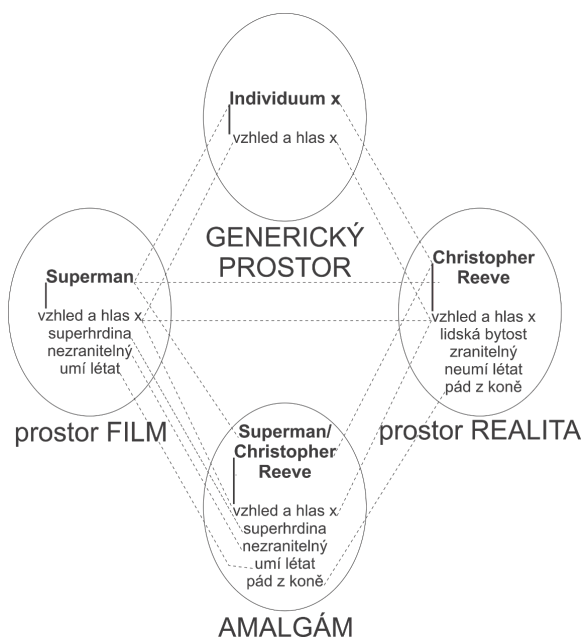 Individuum x
vzhled a hlas x
GENERICKÝ
PROSTOR
Superman
vzhled a hlas x
superhrdina
nezranitelný
umí létat
prostor FILM
Christopher
Reeve
vzhled a hlas x
lidská bytost
zranitelný
neumí létat
pád z koně
prostor REALITA
Superman/
Christopher
Reeve
vzhled a hlas x
superhrdina
nezranitelný
umí létat
pád z koně
AMALGÁM